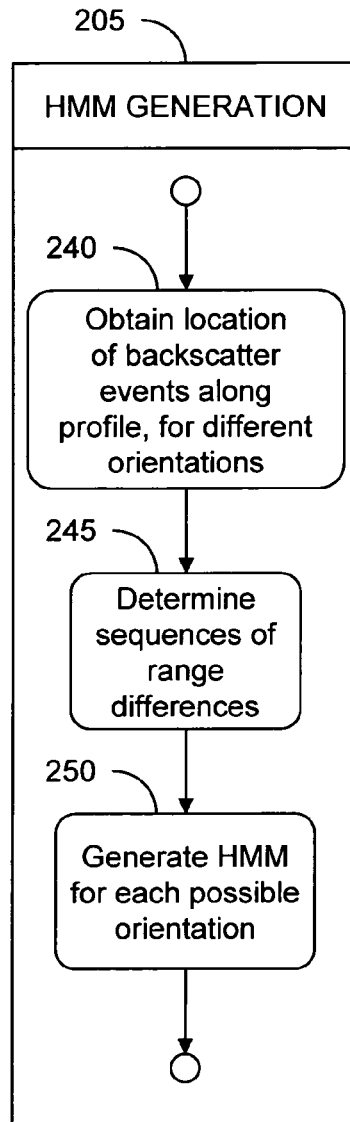 205
HMM GENERATION
240
Obtain location
of backscatter
events along
profile, for different
orientations
245
Determine
sequences of
range
differences
250
Generate HMM
for each possible
orientation